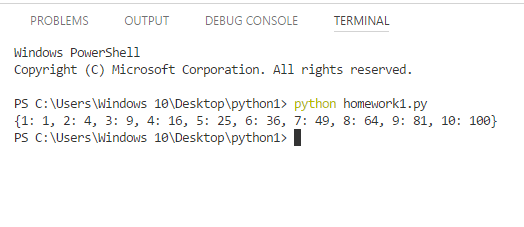 PROBLEMS OUTPUT DEBUG CONSOLE TERMINAL
Windows PowerShell
Copyright (C) Microsoft Corporation. All rights reserved.
PS C:\Users\Windows 10\Desktop\python1> python homework1.py
{1: 1, 2: 4, 3: 9, 4: 16, 5: 25, 6: 36, 7: 49, 8: 64, 9: 81, 10: 100}
PS C:\Users\Windows 10\Desktop\python1>